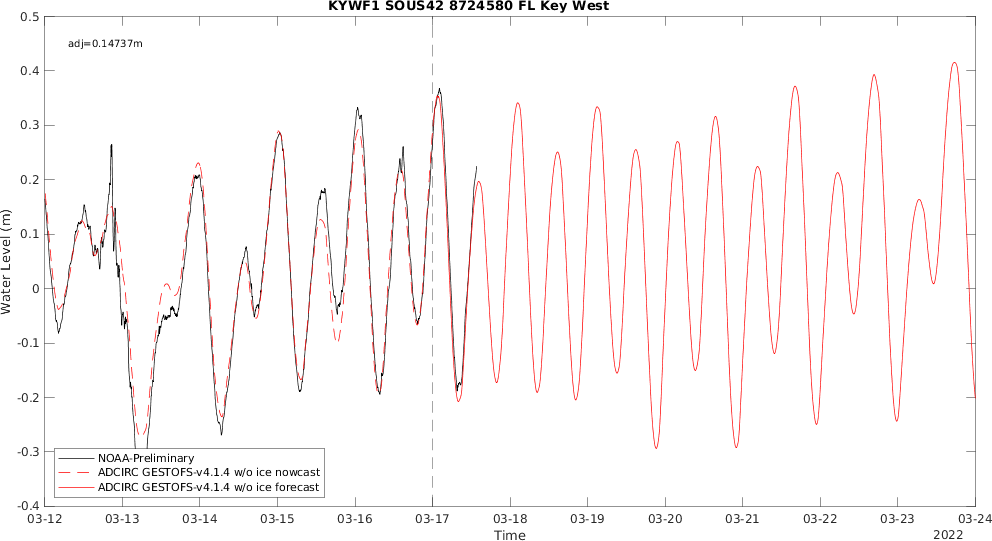 KYWF1 SOUS42 8724580 FL Key West
adj=0.14737m
0.5
0.4
0.3
0.2
0.1
0
-0.1
-0.2
-0.3
-0.4
Water Level (m)
NOAA-Preliminary
ADCIRC GESTOFS-v4.1.4 w/o ice nowcast
ADCIRC GESTOFS-v4.1.4 w/o ice forecast
03-12 03-13 03-14 03-15 03-16 03-17 03-18 03-19 03-20 03-21 03-22 03-23 03-24
Time
2022